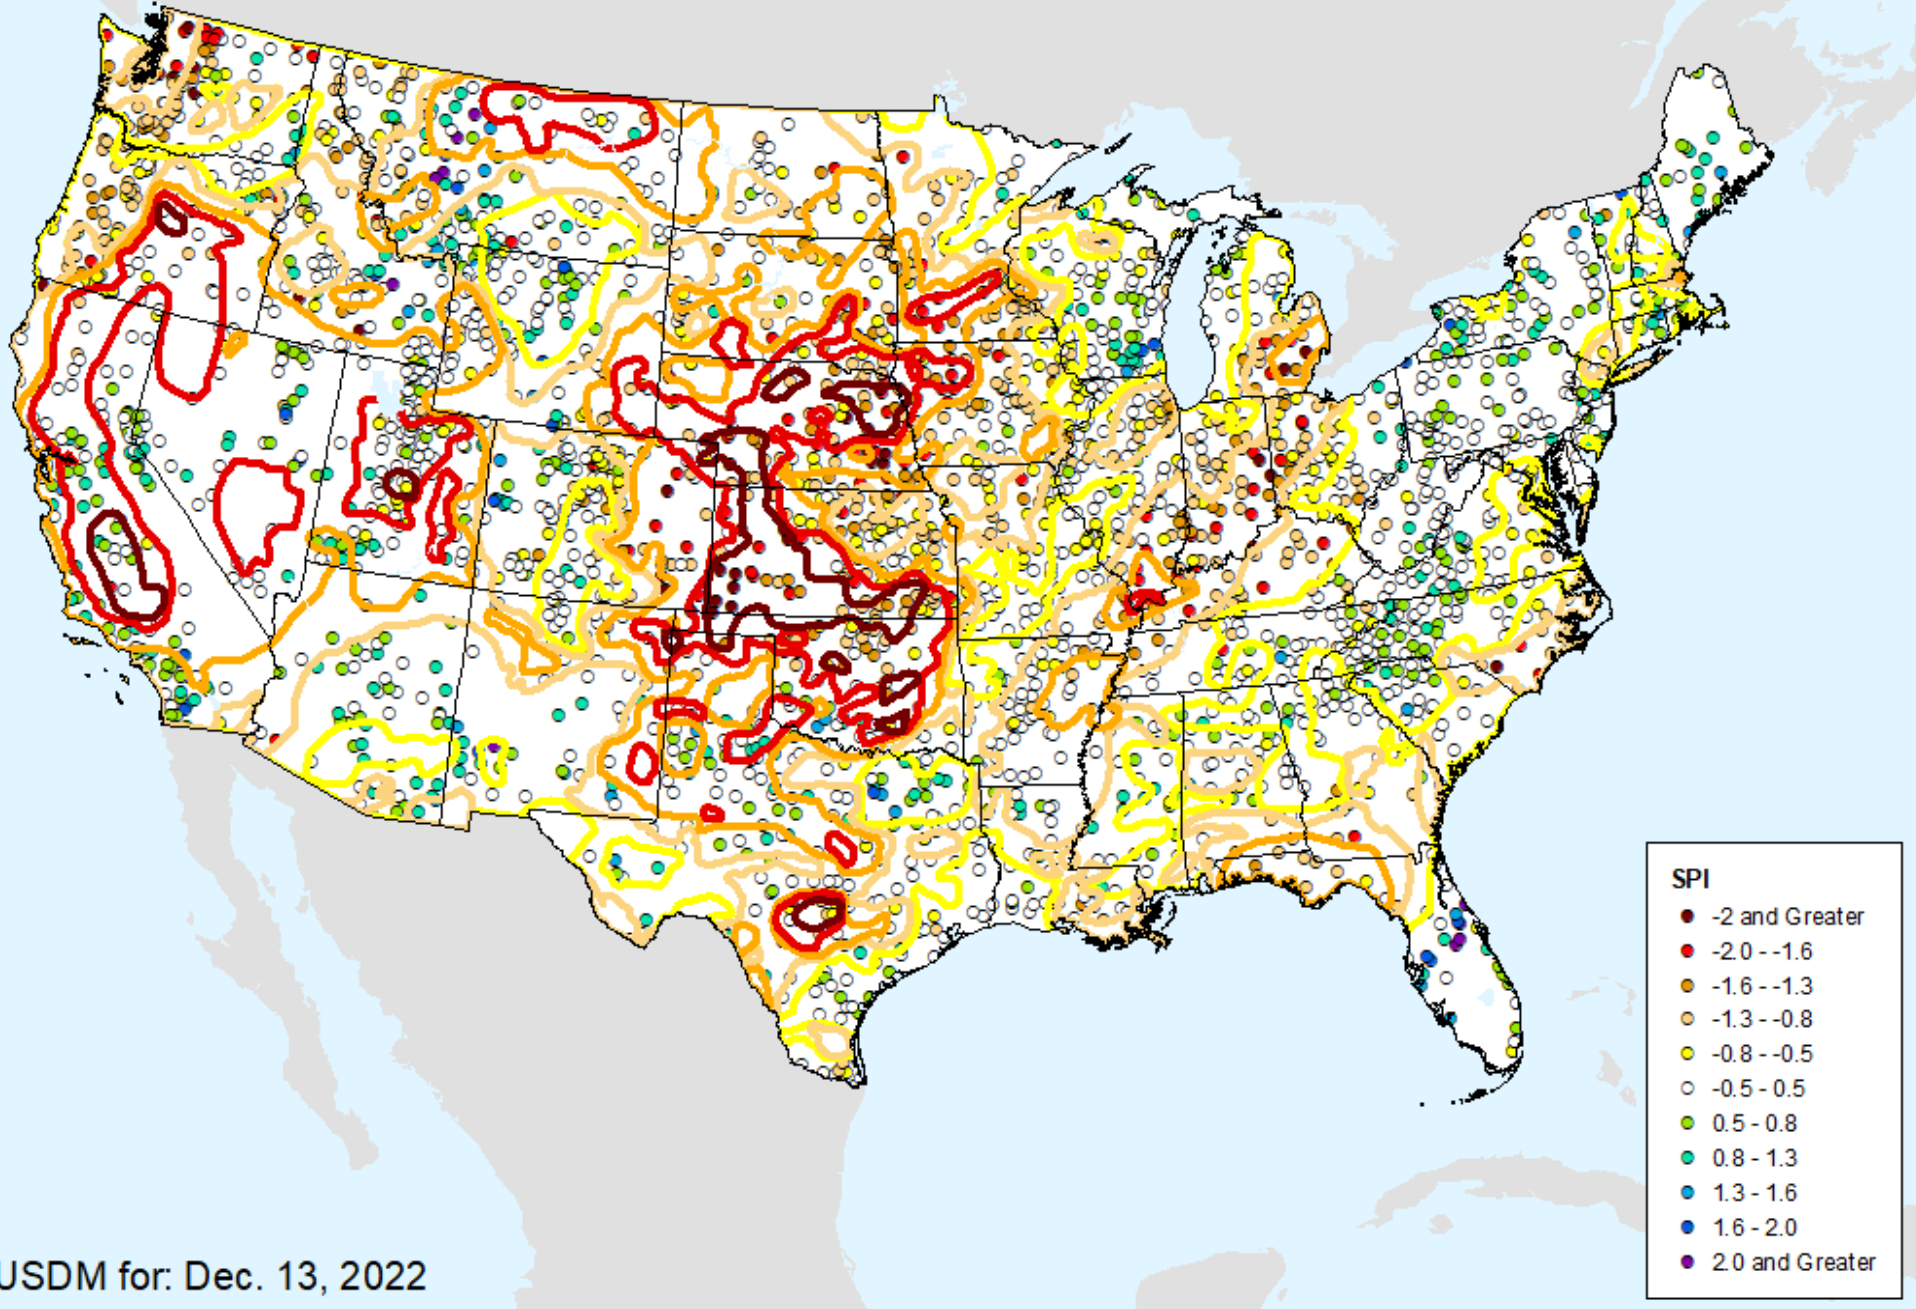 SPI
-2 and Greater
-2.0 - -1.6
-1.6 - -1.3
-1.3 - -0.8
-0.8 - -0.5
-0.5 - 0.5
0.5 - 0.8
0.8 - 1.3
1.3 - 1.6
1.6 - 2.0
2.0 and Greater
USDM for: Dec. 13, 2022